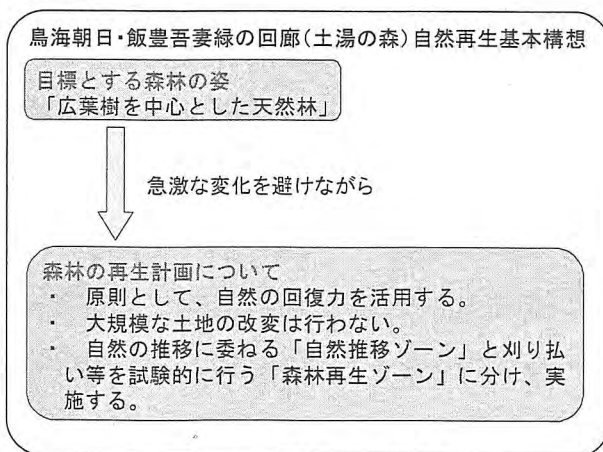 鳥海朝日・飯豊吾妻緑の回廊(土湯の森)自然再生基本構想
目標とする森林の姿
「広葉樹を中心とした天然林」
急激な変化を避けながら
森林の再生計画について
・ 原則として、自然の回復力を活用する。
・ 大規模な土地の改変は行わない。
・ 自然の推移に委ねる「自然推移ゾーン」と刈り払
い等を試験的に行う「森林再生ゾーン」に分け、実
施する。